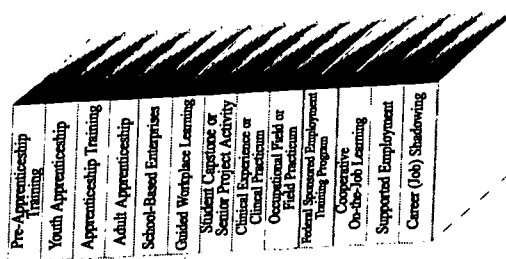 Pre-Apprenticeship
Training
Youth Apprenticeship
Apprenticeship Training
Adult Apprenticeship
School-Based Enterprises
Guided Workplace Learning
Student Capstone or
Senior Project Activity
Clinical Experience or
Clinical Practicum
Occupational Field or
Field Practicum
Federal Sponsored Employment
Training Program
Cooperative
On-the-Job Learning
Supported Employment
Career (Job) Shadowing